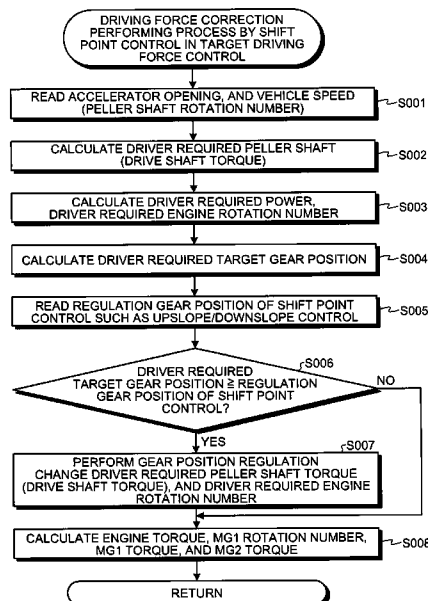 DRIVING FORCE CORRECTION
PERFORMING PROCESS BY SHIFT
POINT CONTROL IN TARGET DRIVING
FORCE CONTROL
READ ACCELERATOR OPENING, AND VEHICLE SPEED
(PELLER SHAFT ROTATION NUMBER)
S001
CALCULATE DRIVER REQUIRED PELLER SHAFT
(DRIVE SHAFT TORQUE)
S002
CALCULATE DRIVER REQUIRED POWER,
DRIVER REQUIRED ENGINE ROTATION NUMBER
S003
CALCULATE DRIVER REQUIRED TARGET GEAR POSITION
S004
READ REGULATION GEAR POSITION OF SHIFT POINT
CONTROL SUCH AS UPSLOPE/DOWNSLOPE CONTROL
S005
S006
DRIVER REQUIRED
TARGET GEAR POSITION ≧ REGULATION
GEAR POSITION OF SHIFT POINT
CONTROL?
NO
YES
S007
PERFORM GEAR POSITION REGULATION
CHANGE DRIVER REQUIRED PELLER SHAFT TORQUE
(DRIVE SHAFT TORQUE), AND DRIVER REQUIRED ENGINE
ROTATION NUMBER
CALCULATE ENGINE TORQUE, MG1 ROTATION NUMBER,
MG1 TORQUE, AND MG2 TORQUE
S008
RETURN